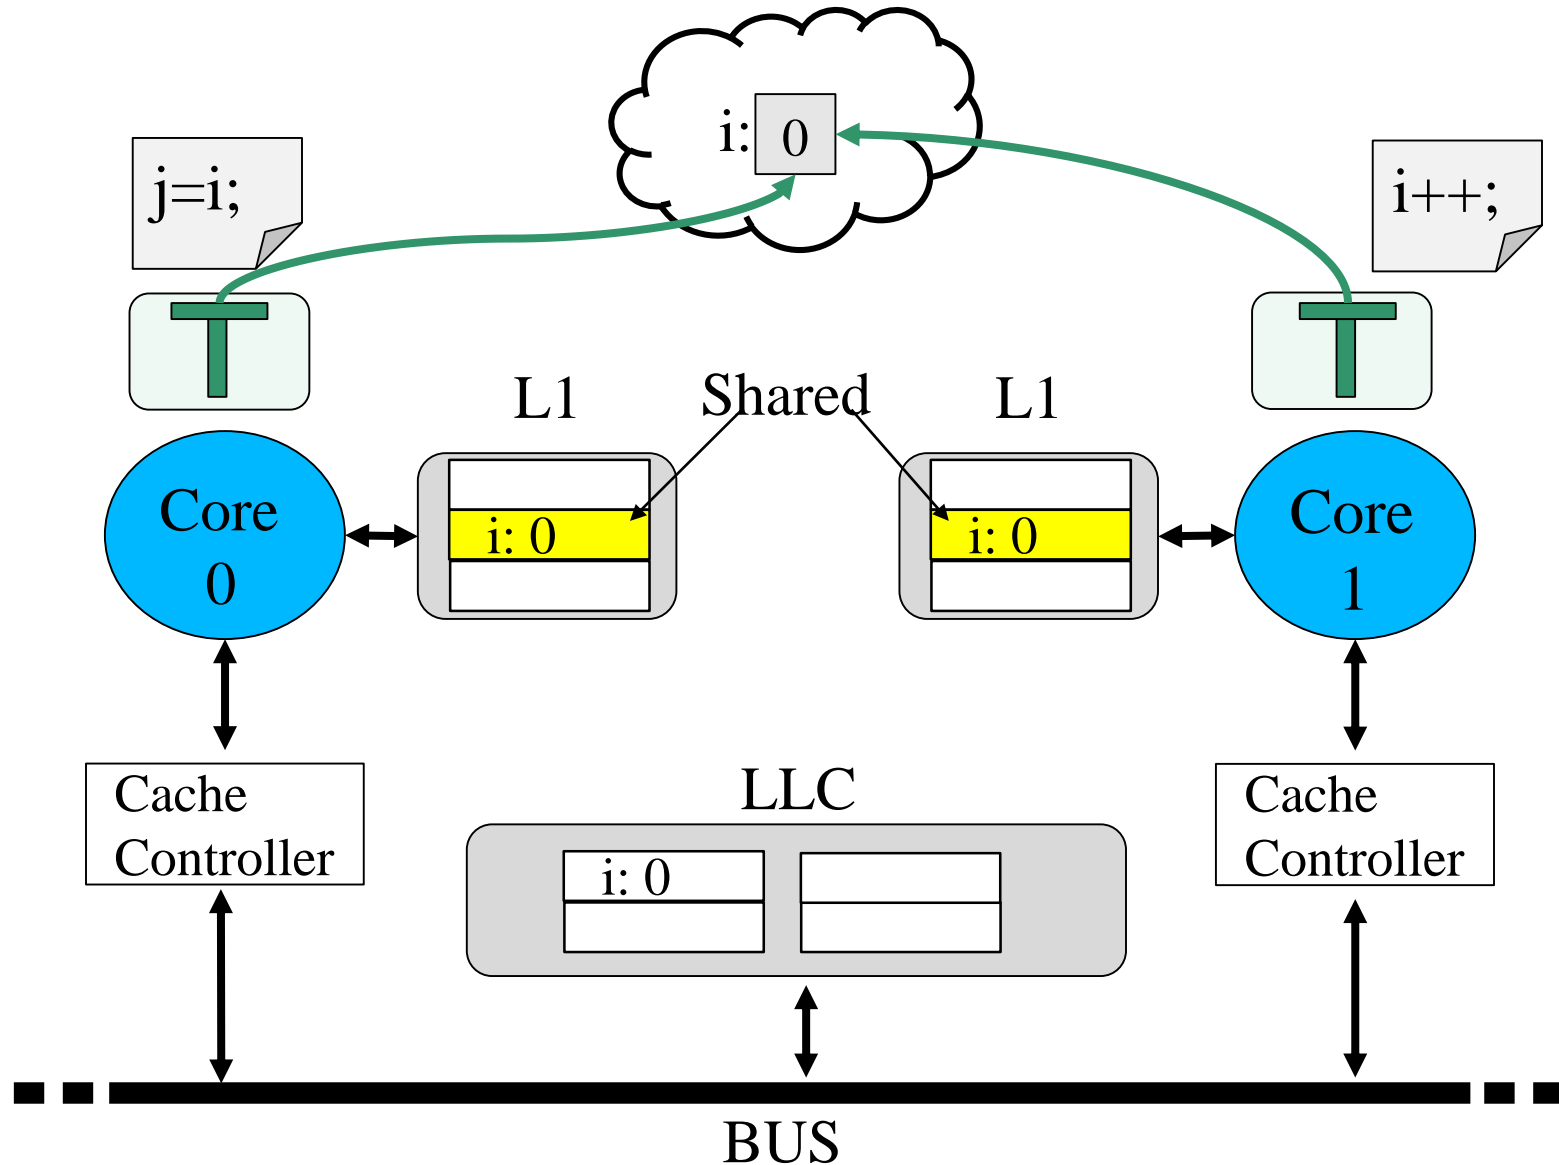 i: 0
j=i;
i++;
T
T
L1
Shared
L1
Core
0
i: 0
i: 0
Core
1
Cache
Controller
LLC
i: 0
Cache
Controller
BUS